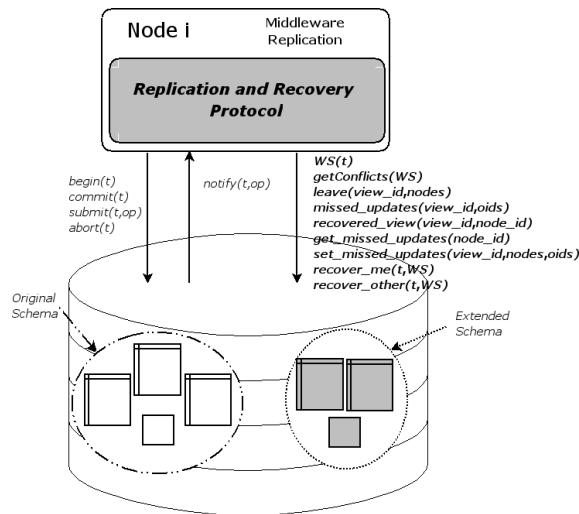 Node i
Middleware
Replication
Replication and Recovery
Protocol
begin(t)
commit(t)
submit(t,op)
abort(t)
notify(t,op)
WS(t)
getConflicts(WS)
leave(view_id,nodes)
missed_updates(view_id,oids)
recovered_view(view_id,node_id)
get_missed_updates(node_id)
set_missed_updates(view_id,nodes,oids)
recover_me(t,WS)
recover_other(t,WS)
Original
Schema
Extended
Schema